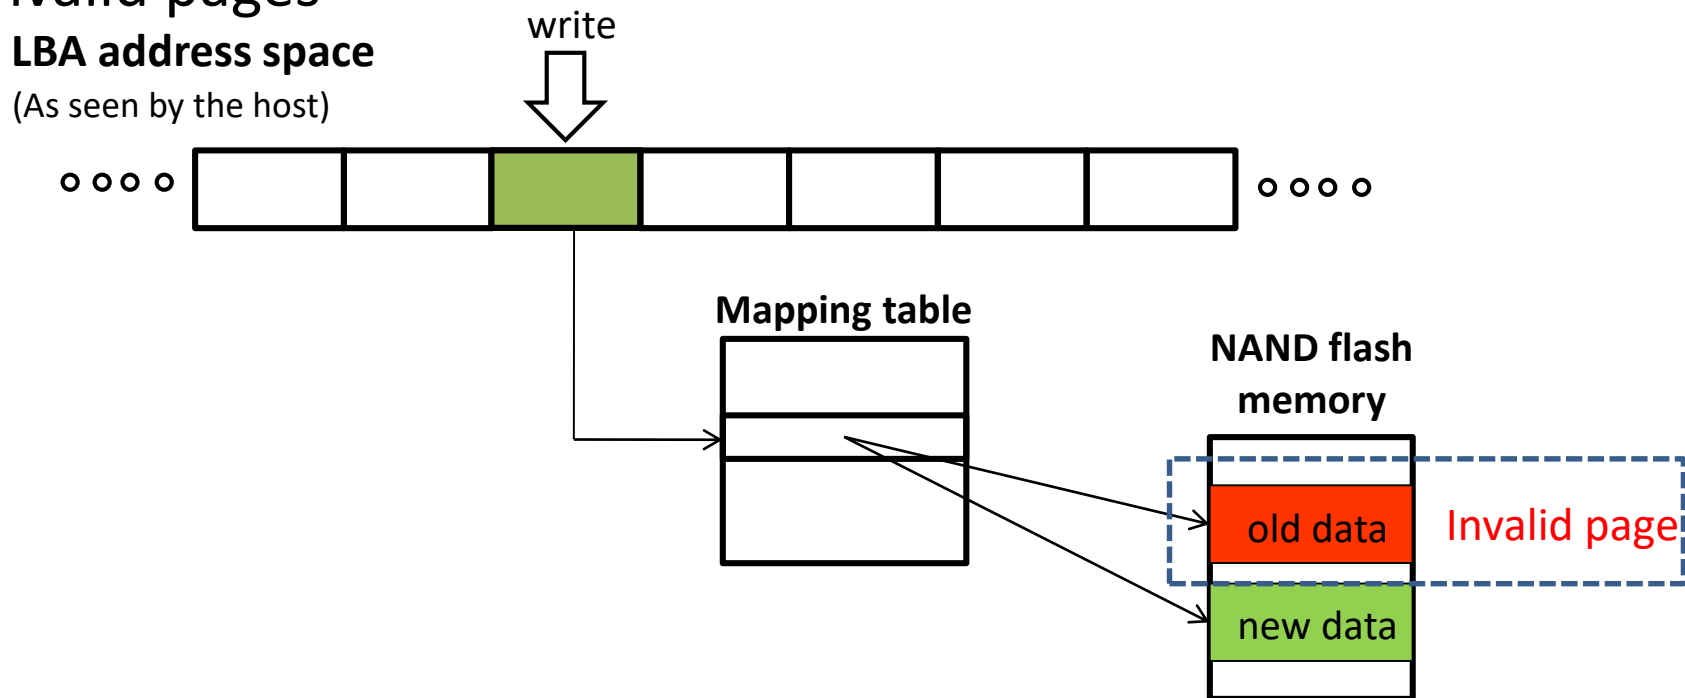 pages
LBA address space
(As seen by the host)
write
Mapping table
NAND flash
memory
old data
Invalid page
new data